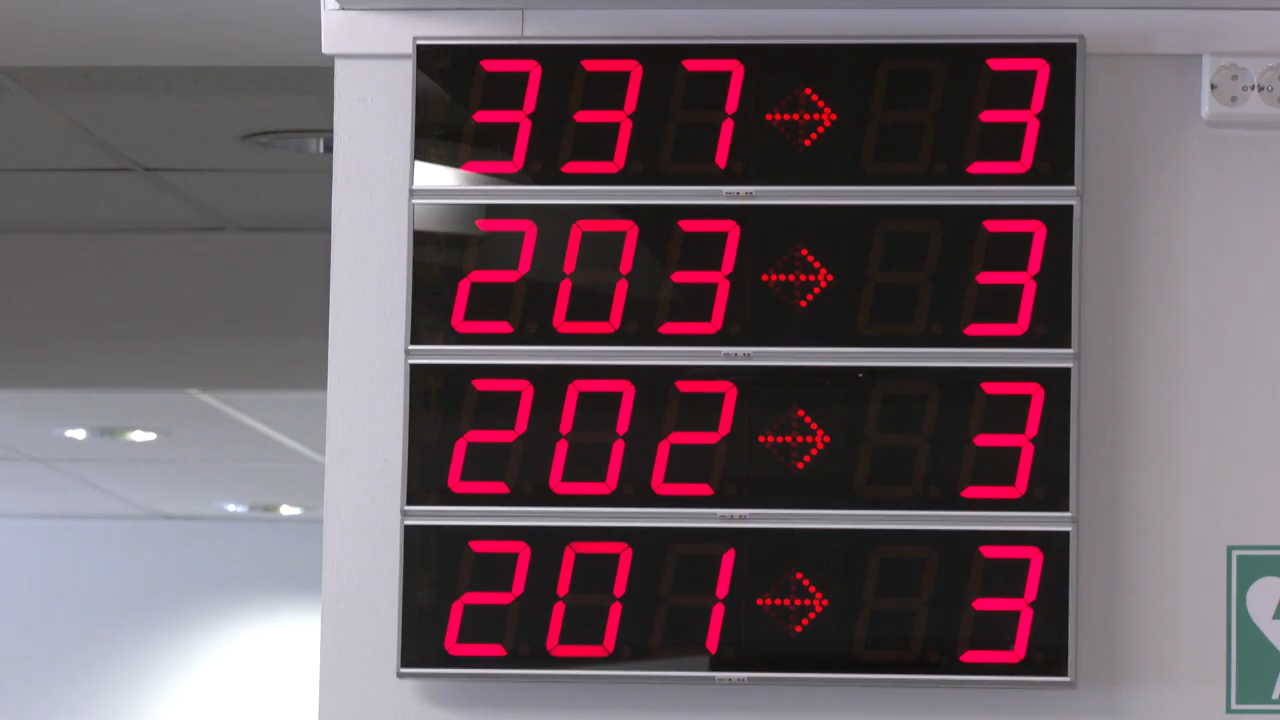 337 → 3
203 → 3
202 → 3
201 → 3